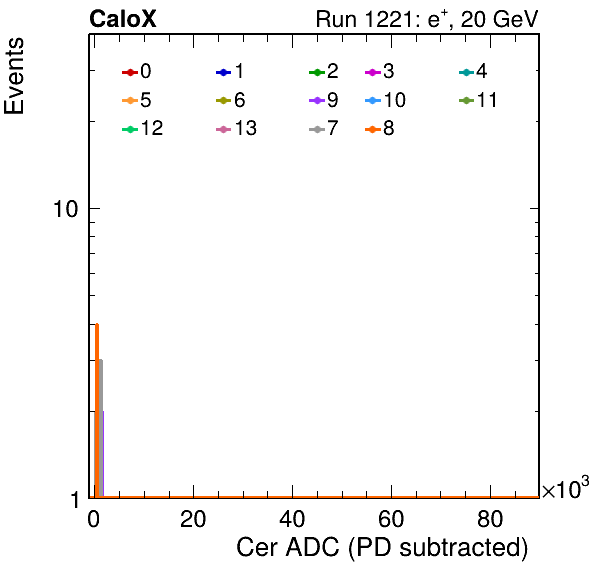 CaloX Run 1221: e+, 20 GeV
Events
0 1 2 3 4
5 6 9 10 11
12 13 7 8
10
1
0 20 40 60 80
×10³
Cer ADC (PD subtracted)